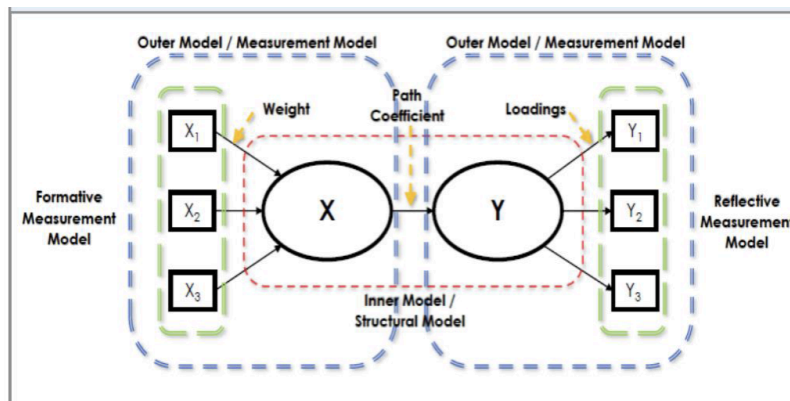 Outer Model / Measurement Model
Outer Model / Measurement Model
Weight
Path
Coefficient
Loadings
X1
Y1
Formative
Measurement
Model
X2
X
Y
Y2
Reflective
Measurement
Model
X3
Y3
Inner Model /
Structural Model